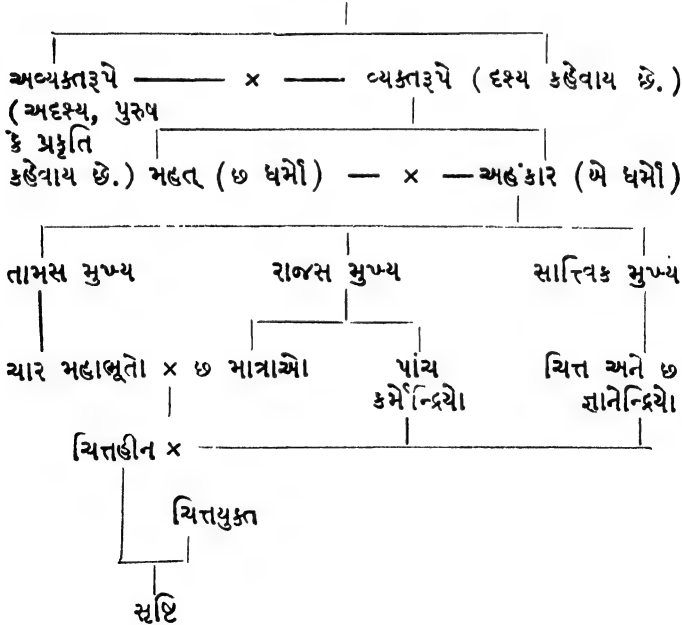 અવ્યક્તરૂપે × વ્યક્તરૂપે ( દશ્ય કહેવાય છે. )
( અદશ્ય, પુરુષ
કે પ્રકૃતિ
કહેવાય છે. ) મહત્ ( છ ધર્મો ) — × — અહંકાર ( બે ધર્મો )
તામસ મુખ્ય રાજસ મુખ્ય સાત્ત્વિક મુખ્ય
ચાર મહાભૂતો × છ માત્રાઓ પાંચ ચિત્ત અને છ
કર્મેન્દ્રિયો જ્ઞાનેન્દ્રિયો
ચિત્તહીન ×
ચિત્તયુક્ત
સૃષ્ટિ